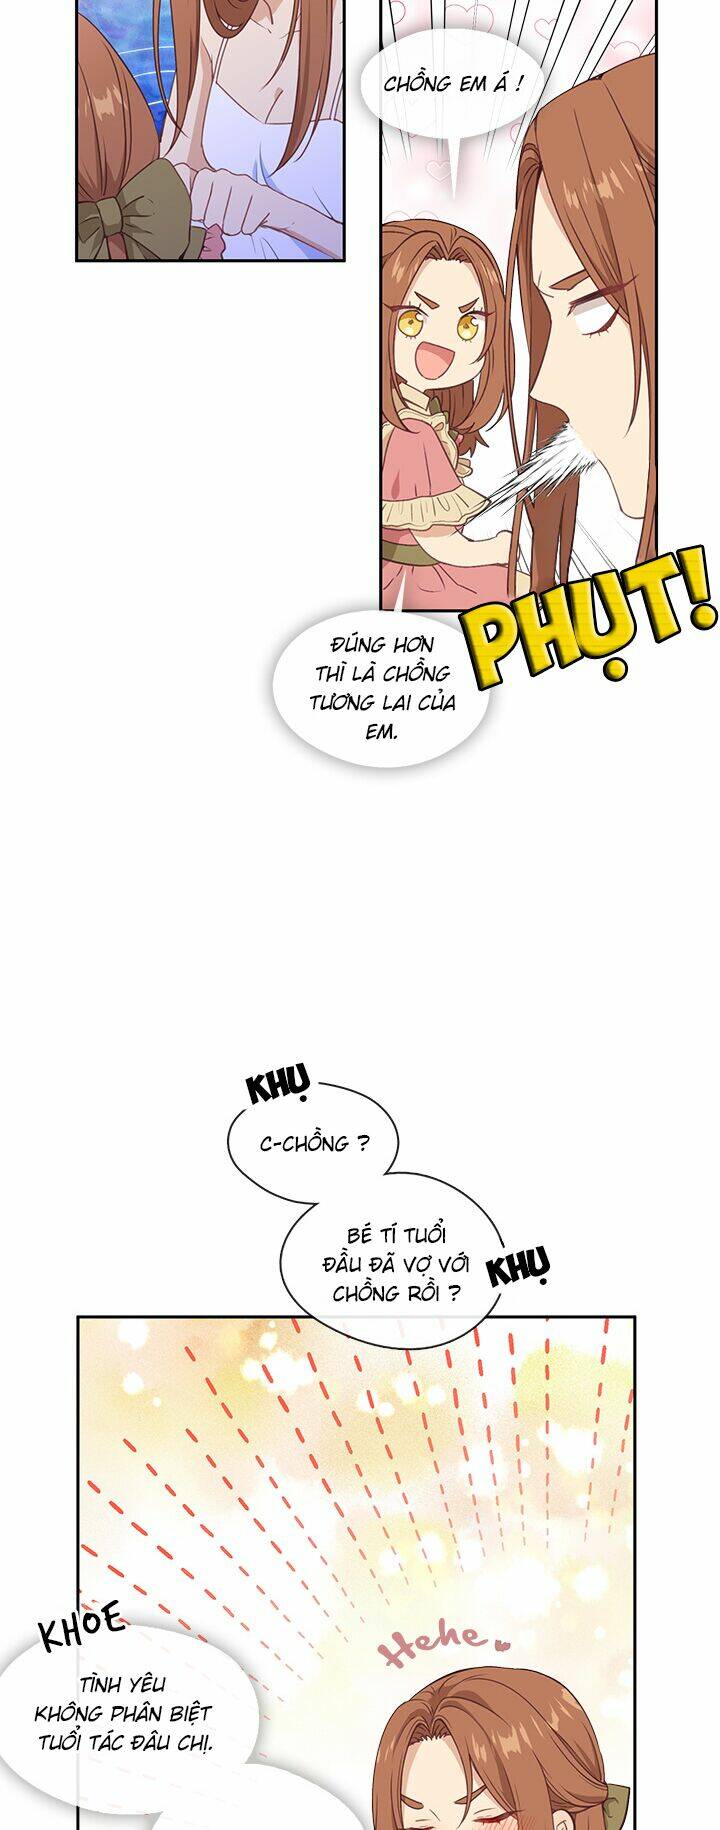 CHỒNG EM Á !
PHỤT!
ĐÚNG HƠN
THÌ LÀ CHỒNG
TƯƠNG LAI CỦA
EM.
KHỤ
C-CHỒNG ?
BÉ TÍ TUỔI
ĐẦU ĐÃ VỢ VỚI
CHỒNG RỒI ?
KHỤ
KHOE
Hehe
TÌNH YÊU
KHÔNG PHÂN BIỆT
TUỔI TÁC ĐÂU CHỊ.